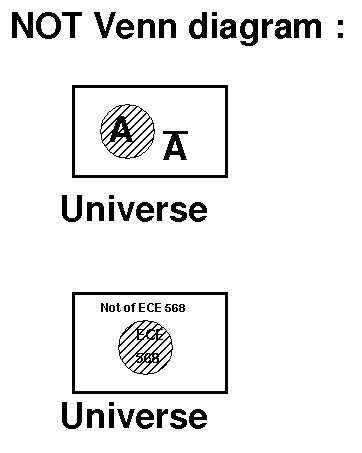 NOT Venn diagram :
A
A̅
Universe
Not of ECE 568
ECE
568
Universe